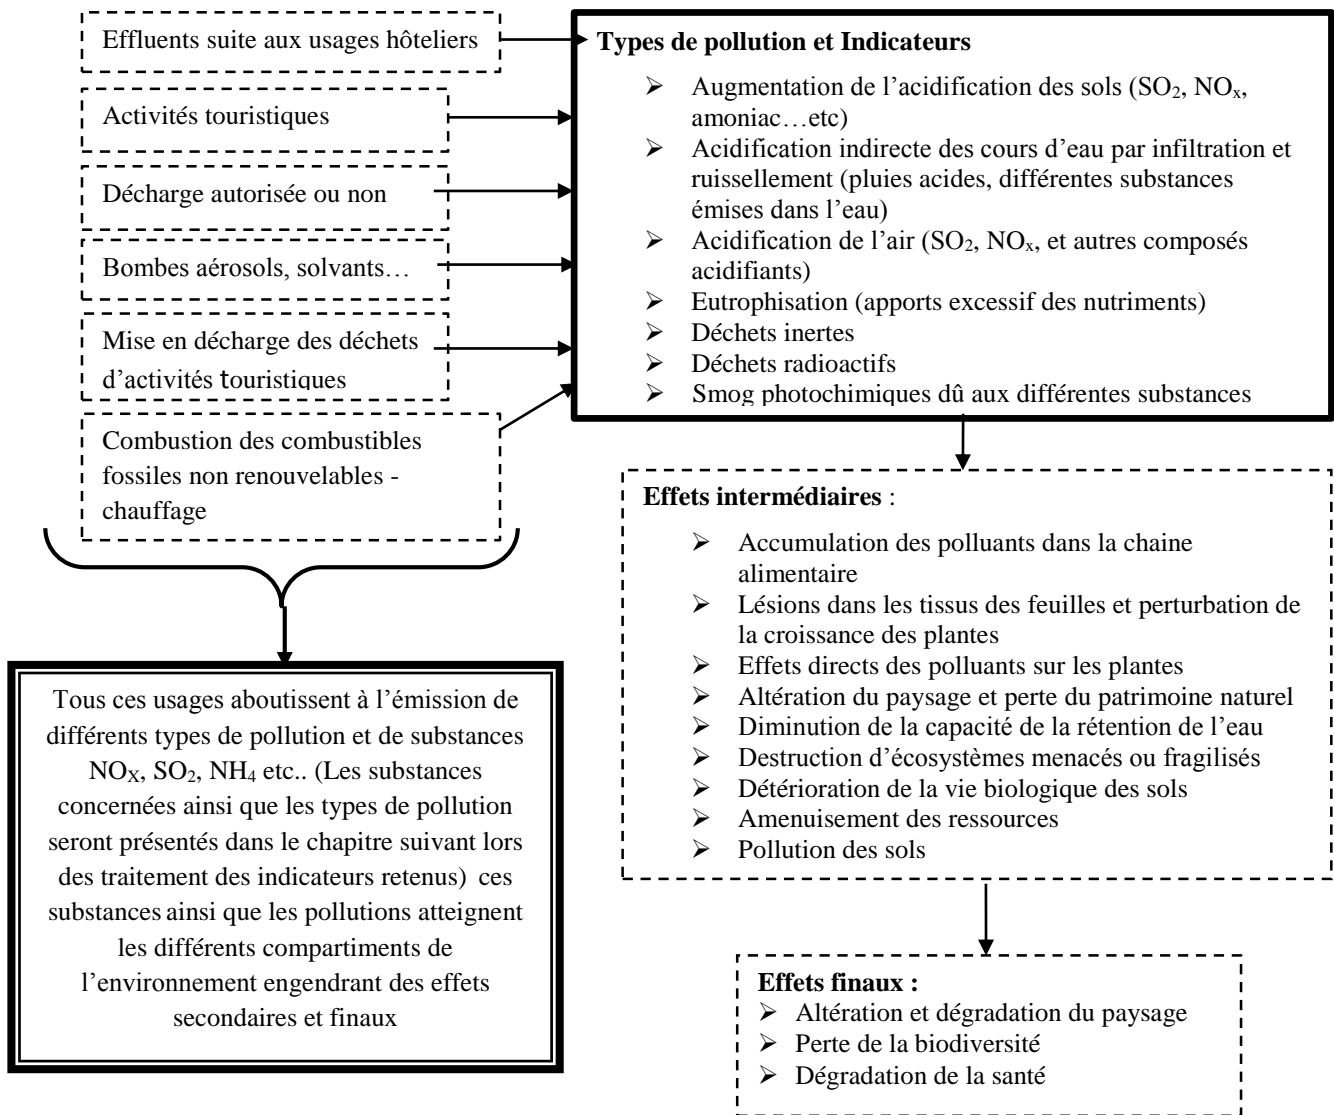 Effluents suite aux usages hôteliers
Activités touristiques
Décharge autorisée ou non
Bombes aérosols, solvants…
Mise en décharge des déchets
d’activités touristiques
Combustion des combustibles
fossiles non renouvelables -
chauffage
Tous ces usages aboutissent à l’émission de
différents types de pollution et de substances
NOX, SO2, NH4 etc.. (Les substances
concernées ainsi que les types de pollution
seront présentés dans le chapitre suivant lors
des traitement des indicateurs retenus) ces
substances ainsi que les pollutions atteignent
les différents compartiments de
l’environnement engendrant des effets
secondaires et finaux
Types de pollution et Indicateurs
➢ Augmentation de l’acidification des sols (SO2, NOx,
amoniac…etc)
➢ Acidification indirecte des cours d’eau par infiltration et
ruissellement (pluies acides, différentes substances
émises dans l’eau)
➢ Acidification de l’air (SO2, NOx, et autres composés
acidifiants)
➢ Eutrophisation (apports excessif des nutriments)
➢ Déchets inertes
➢ Déchets radioactifs
➢ Smog photochimiques dû aux différentes substances
Effets intermédiaires :
➢ Accumulation des polluants dans la chaine
alimentaire
➢ Lésions dans les tissus des feuilles et perturbation de
la croissance des plantes
➢ Effets directs des polluants sur les plantes
➢ Altération du paysage et perte du patrimoine naturel
➢ Diminution de la capacité de la rétention de l’eau
➢ Destruction d’écosystèmes menacés ou fragilisés
➢ Détérioration de la vie biologique des sols
➢ Amenuisement des ressources
➢ Pollution des sols
Effets finaux :
➢ Altération et dégradation du paysage
➢ Perte de la biodiversité
➢ Dégradation de la santé